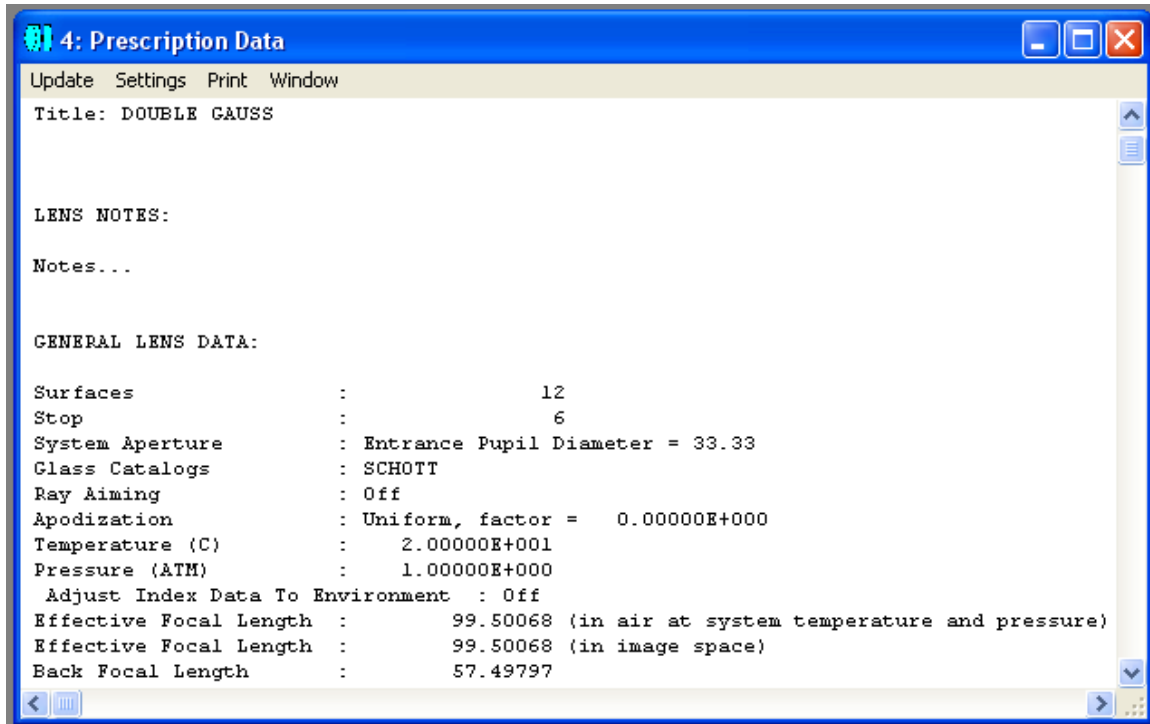 4: Prescription Data
Update Settings Print Window
Title: DOUBLE GAUSS
LENS NOTES:
Notes...
GENERAL LENS DATA:
Surfaces : 12
Stop : 6
System Aperture : Entrance Pupil Diameter = 33.33
Glass Catalogs : SCHOTT
Ray Aiming : Off
Apodization : Uniform, factor = 0.00000E+000
Temperature (C) : 2.00000E+001
Pressure (ATM) : 1.00000E+000
Adjust Index Data To Environment : Off
Effective Focal Length : 99.50068 (in air at system temperature and pressure)
Effective Focal Length : 99.50068 (in image space)
Back Focal Length : 57.49797